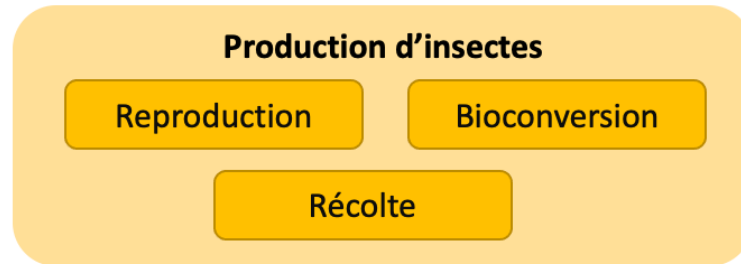 Production d’insectes
Reproduction
Bioconversion
Récolte